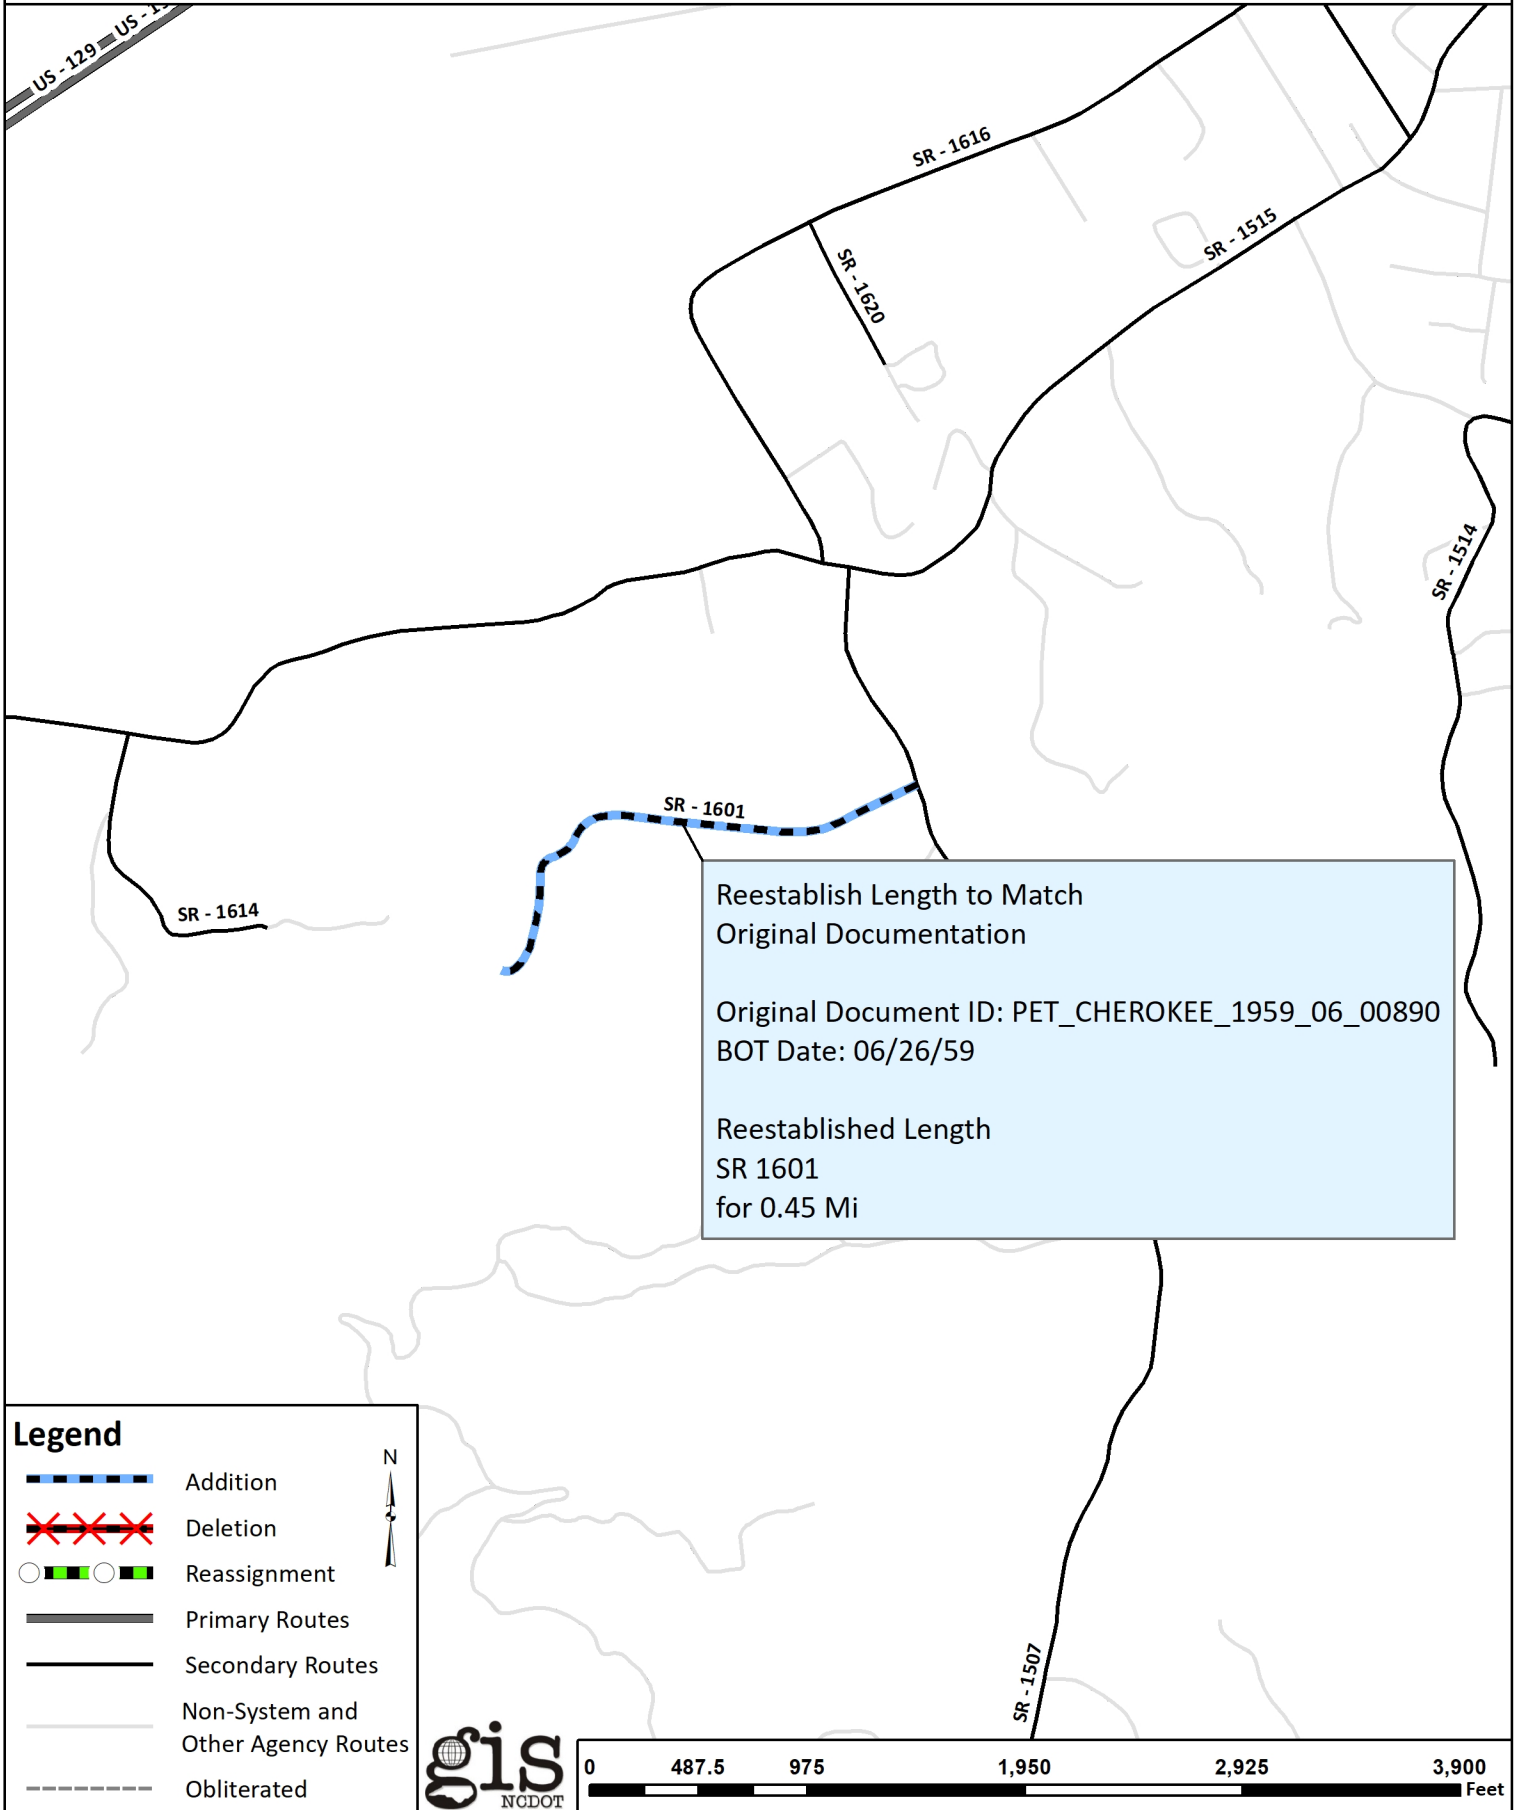 US - 129
US - 1
SR - 1616
SR - 1515
SR - 1620
SR - 1514
SR - 1601
SR - 1614
Reestablish Length to Match
Original Documentation
Original Document ID: PET_CHEROKEE_1959_06_00890
BOT Date: 06/26/59
Reestablished Length
SR 1601
for 0.45 Mi
SR - 1507
Legend
N
Addition
Deletion
Reassignment
Primary Routes
Secondary Routes
Non-System and
Other Agency Routes
Obliterated
gis
NCDOT
0 487.5 975 1,950 2,925 3,900
Feet